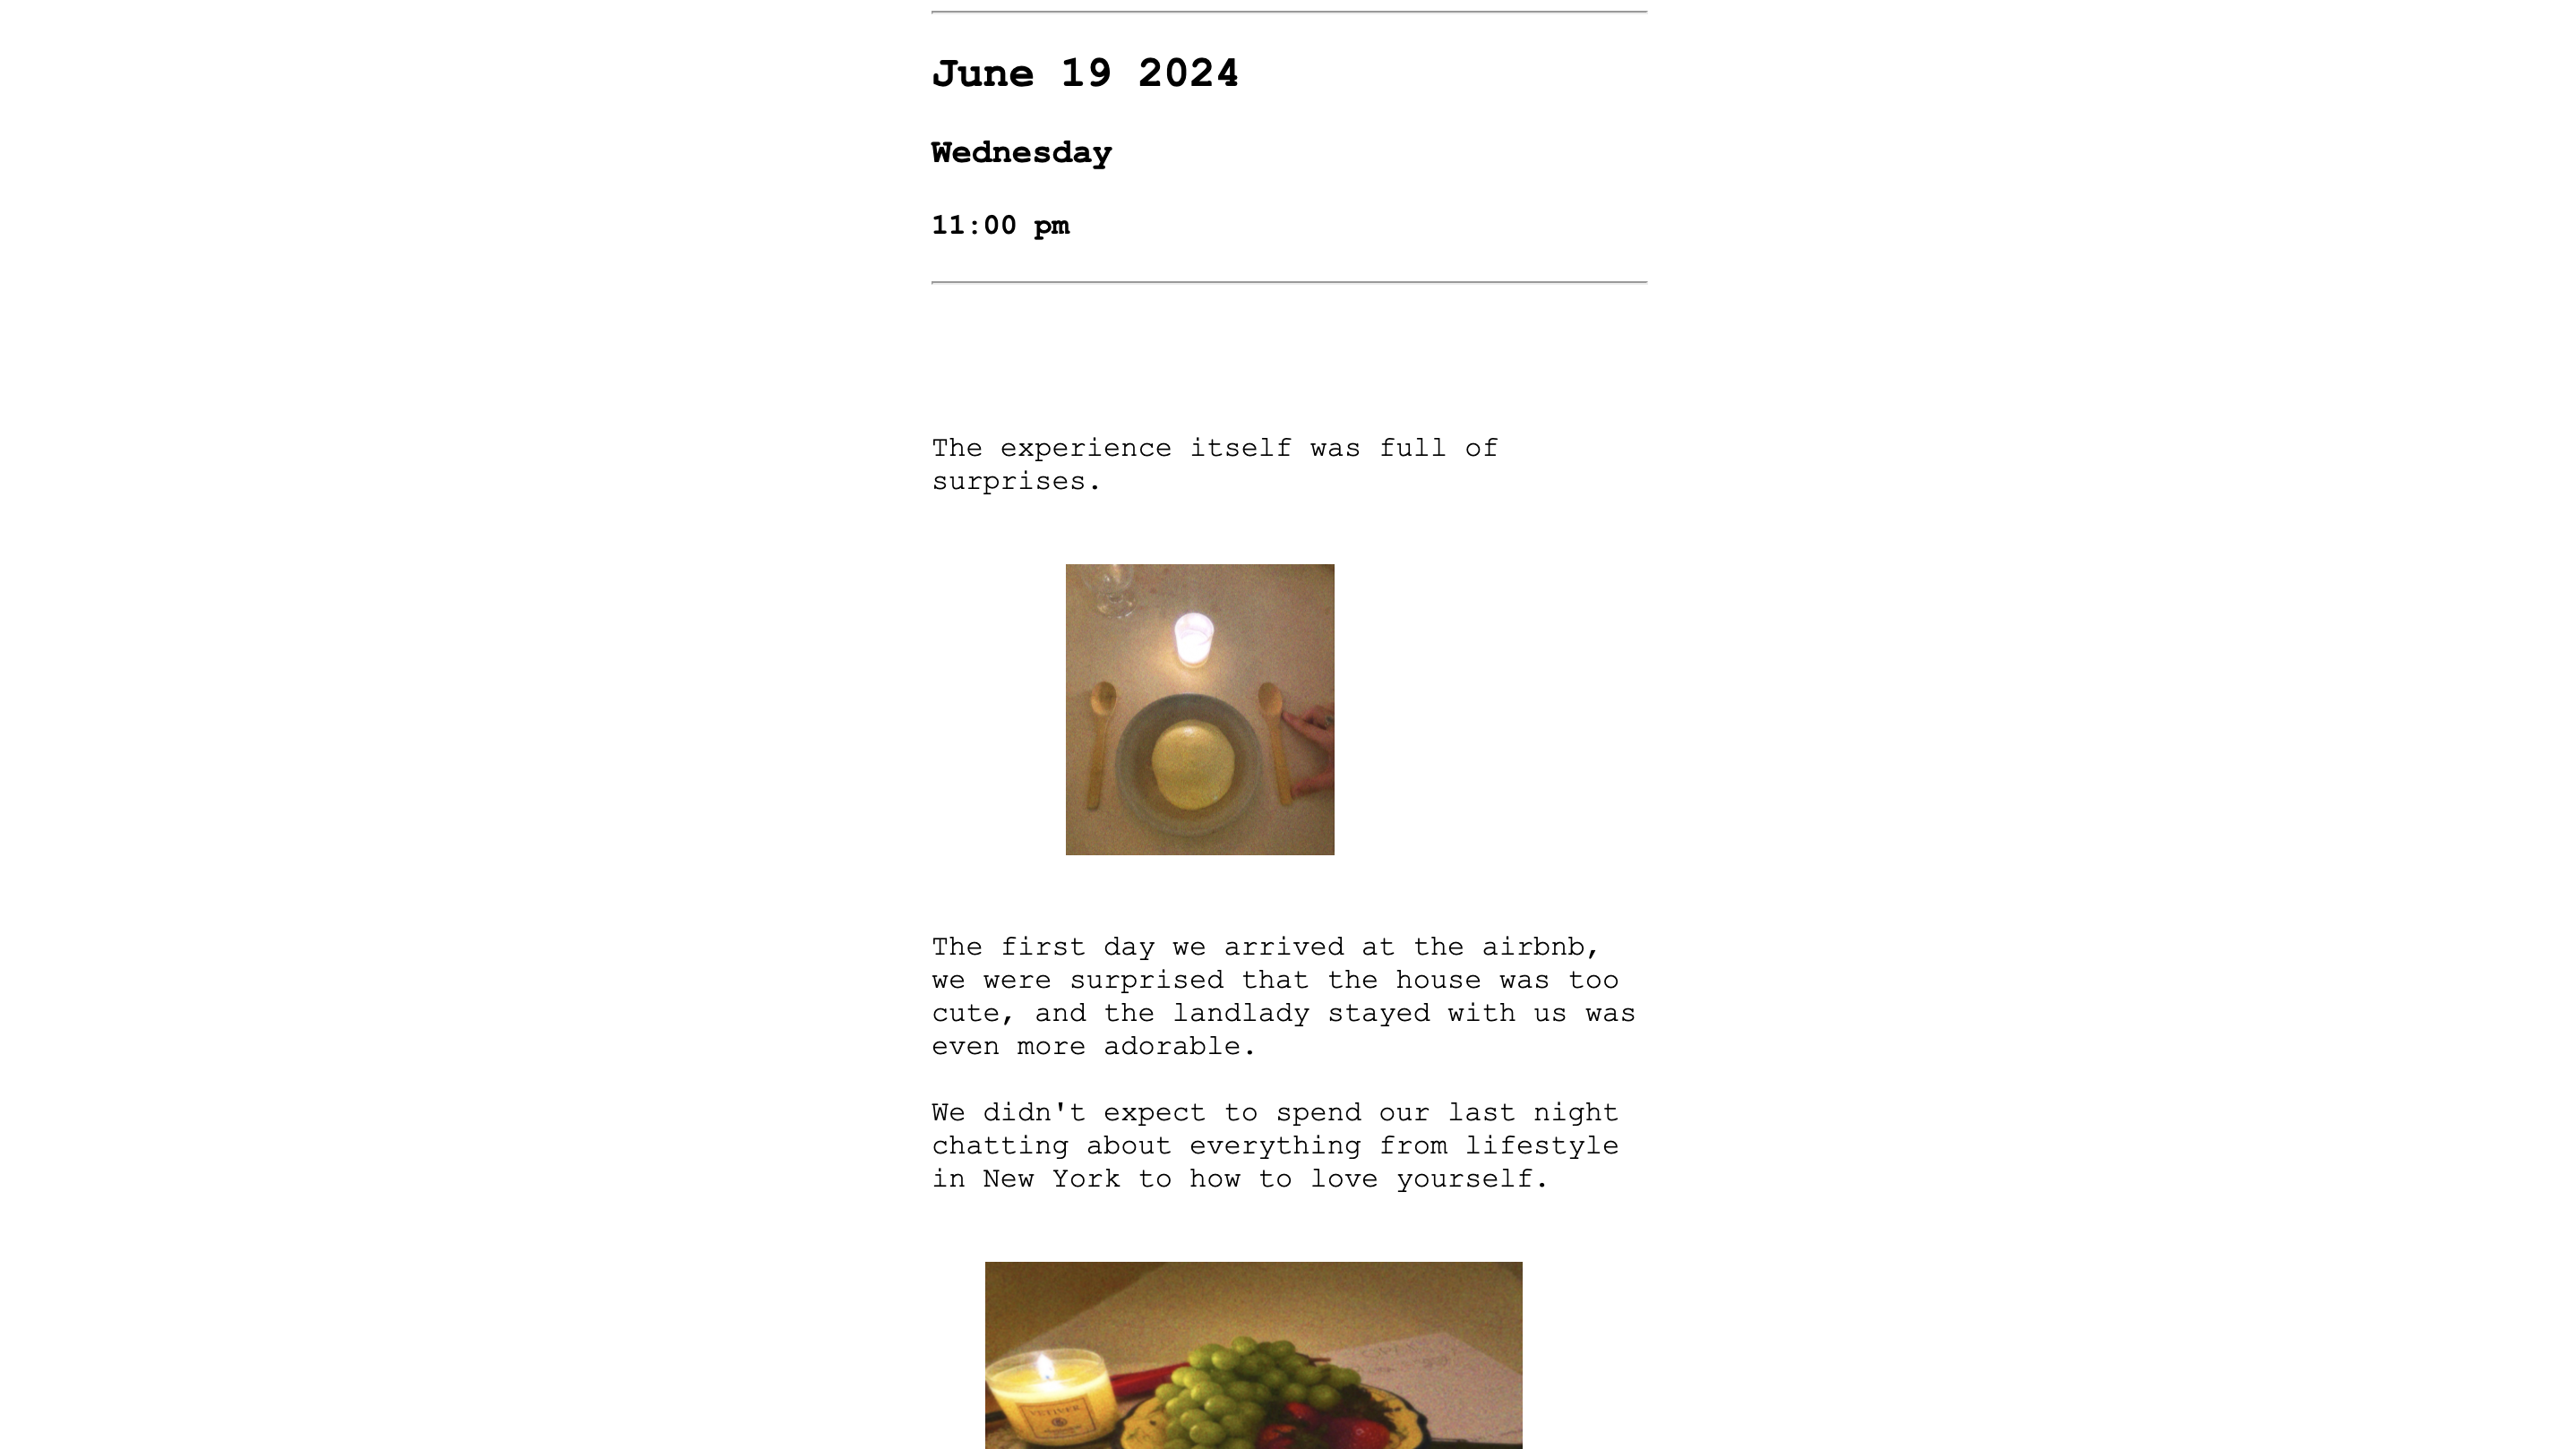 June 19 2024
Wednesday
11:00 pm
The experience itself was full of
surprises.
The first day we arrived at the airbnb,
we were surprised that the house was too
cute, and the landlady stayed with us was
even more adorable.
We didn't expect to spend our last night
chatting about everything from lifestyle
in New York to how to love yourself.
VETIVER